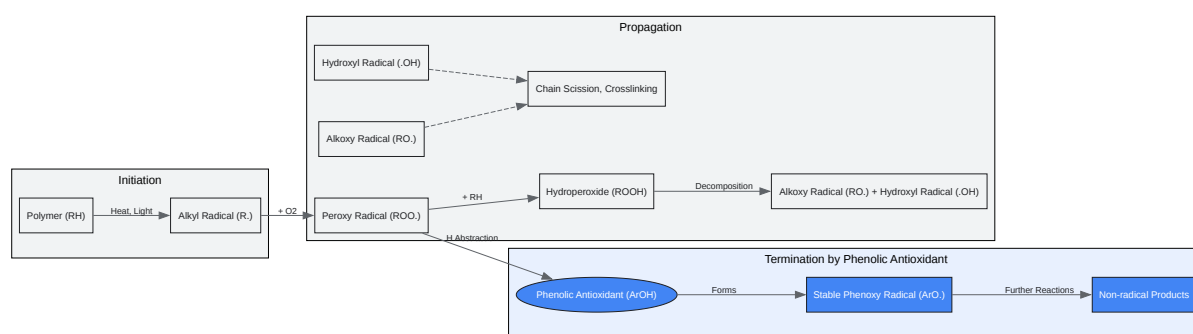 Propagation
Hydroxyl Radical (.OH)
Chain Scission, Crosslinking
Alkoxy Radical (RO.)
Initiation
Polymer (RH)
Heat, Light
Alkyl Radical (R.)
+ O2
Peroxy Radical (ROO.)
+ RH
Hydroperoxide (ROOH)
Decomposition
Alkoxy Radical (RO.) + Hydroxyl Radical (.OH)
H Abstraction
Termination by Phenolic Antioxidant
Phenolic Antioxidant (ArOH)
Forms
Stable Phenoxy Radical (ArO.)
Further Reactions
Non-radical Products